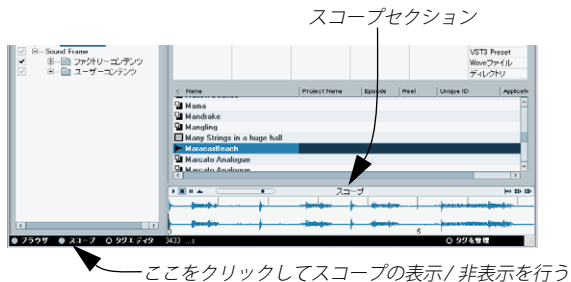 スコープセクション
Sound Frame
ファクトリーコンテンツ
ユーザーコンテンツ
VST3 Preset
Waveファイル
ディレクトリ
Name Project Name Episode Reel Unique ID Applicatio
Mama
Mandrake
Mangling
Many Strings in a huge hall
MaracasBeach
Marcato Analogue
Marcato Analogue
スコープ
5
ブラウザ スコープ タグエディタ 3433 タグを管理
ここをクリックしてスコープの表示/非表示を行う